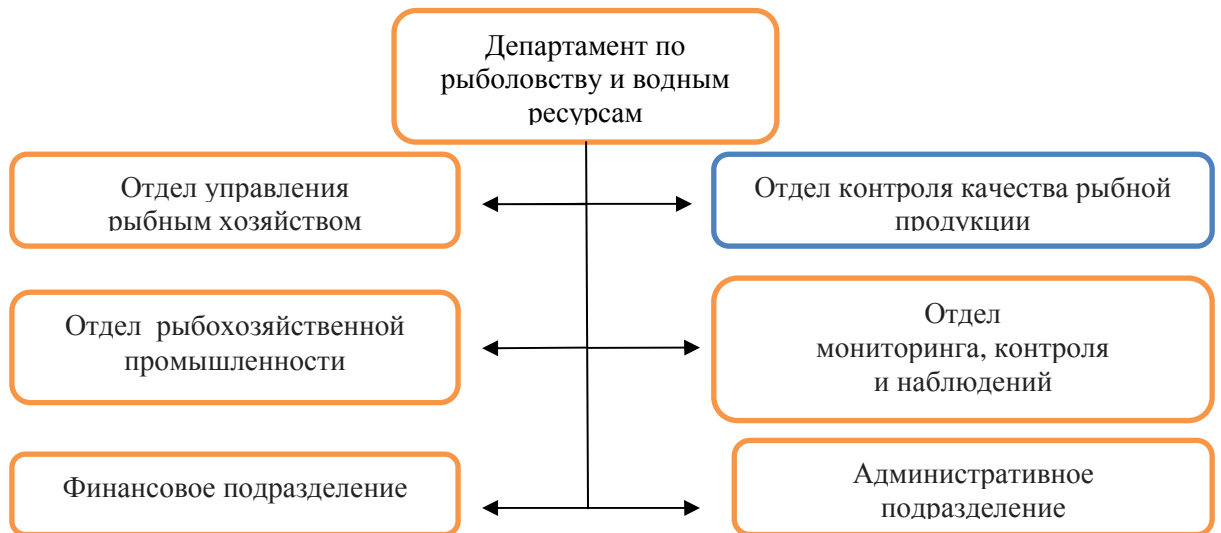 Департамент по
рыболовству и водным
ресурсам
Отдел управления
рыбным хозяйством
Отдел контроля качества рыбной
продукции
Отдел рыбохозяйственной
промышленности
Отдел
мониторинга, контроля
и наблюдений
Финансовое подразделение
Административное
подразделение